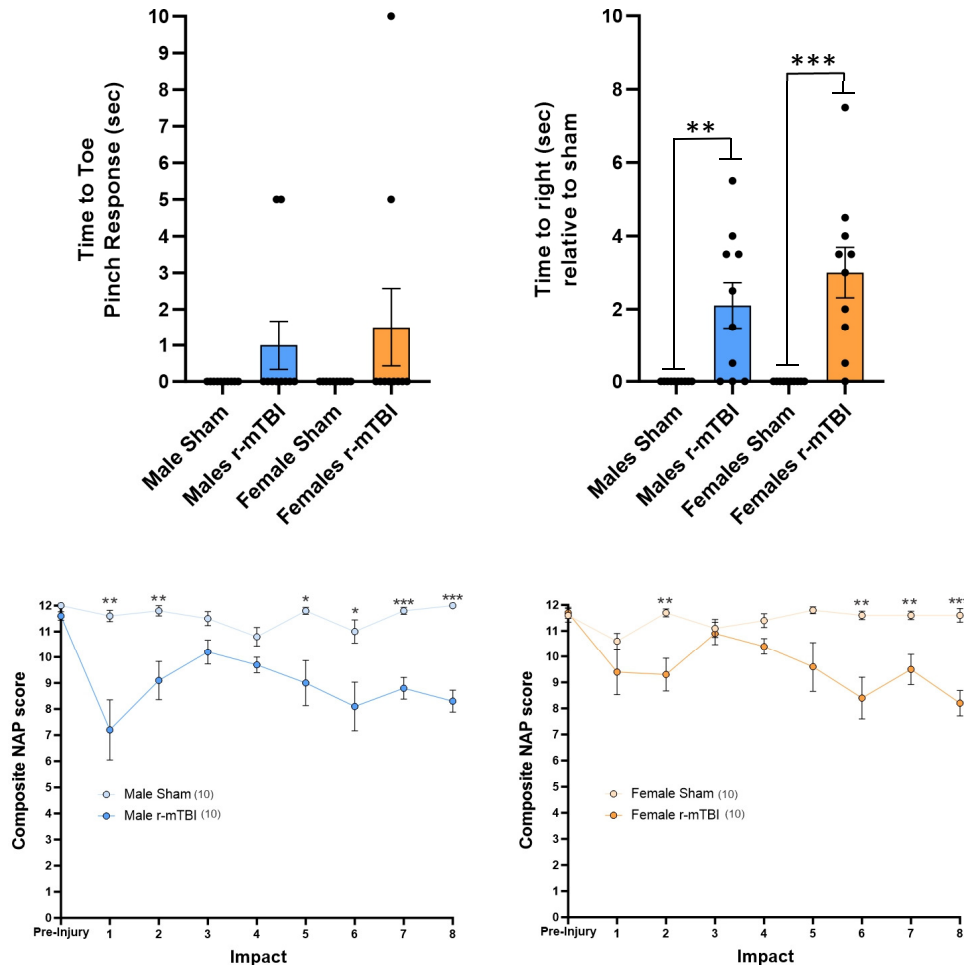 Time to Toe
Pinch Response (sec)
10
9
8
7
6
5
4
3
2
1
0
Male Sham
Males r-mTBI
Female Sham
Females r-mTBI
Time to right (sec)
relative to sham
10
8
6
4
2
0
**
***
Males Sham
Males r-mTBI
Females Sham
Females r-mTBI
Composite NAP score
12
11
10
9
8
7
6
5
4
3
2
1
0
** ** * * *** ***
Male Sham (10)
Male r-mTBI (10)
Pre-Injury 1 2 3 4 5 6 7 8
Impact
Composite NAP score
12
11
10
9
8
7
6
5
4
3
2
1
0
** ** ** **
Female Sham (10)
Female r-mTBI (10)
Pre-Injury 1 2 3 4 5 6 7 8
Impact